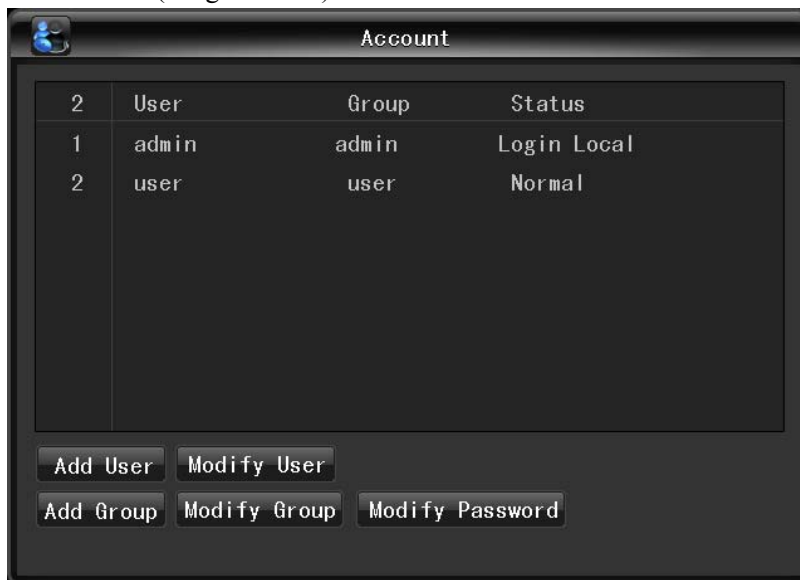 Account
2 User Group Status
1 admin admin Login Local
2 user user Normal
Add User Modify User
Add Group Modify Group Modify Password